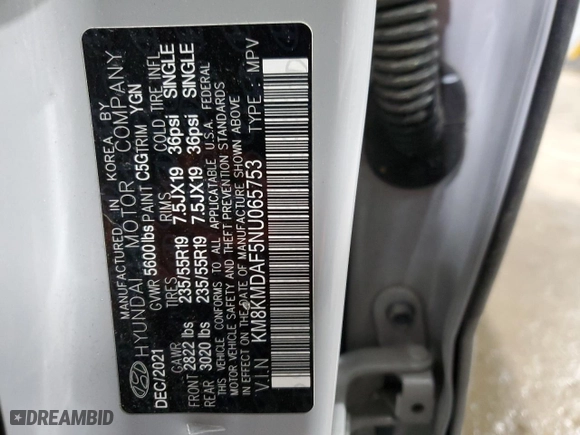 MANUFACTURED IN KOREA BY
HYUNDAI MOTOR COMPANY
DEC/2021 GVWR 5600lbs PAINT C5G TRIM YGN
GAWR TIRES RIMS COLD TIRE INFL
FRONT 2822 lbs 235/55R19 7.5JX19 36psi SINGLE
REAR 3020 lbs 235/55R19 7.5JX19 36psi SINGLE
THIS VEHICLE CONFORMS TO ALL APPLICABLE U.S.A. FEDERAL
MOTOR VEHICLE SAFETY AND THEFT PREVENTION STANDARDS
IN EFFECT ON THE DATE OF MANUFACTURE SHOWN ABOVE
VIN KM8KMDAF5NU065753 TYPE: MPV
DREAMBID